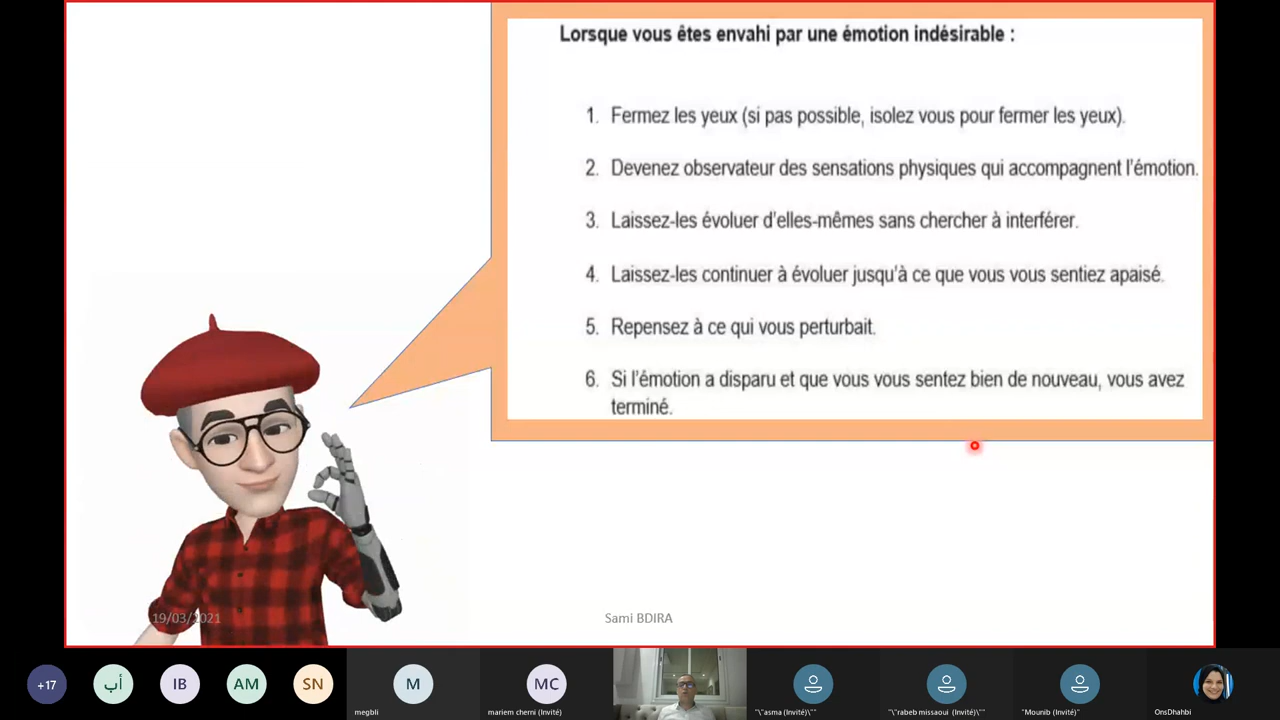 Lorsque vous êtes envahi par une émotion indésirable :
1. Fermez les yeux (si pas possible, isolez vous pour fermer les yeux).
2. Devenez observateur des sensations physiques qui accompagnent l'émotion.
3. Laissez-les évoluer d'elles-mêmes sans chercher à interférer.
4. Laissez-les continuer à évoluer jusqu'à ce que vous vous sentiez apaisé.
5. Repensez à ce qui vous perturbait.
6. Si l'émotion a disparu et que vous vous sentez bien de nouveau, vous avez
terminé.
19/03/2021
Sami BDIRA
+17
أب
IB
AM
SN
M
MC
megbli
mariem cherni (Invité)
"\"asma (Invité)\""
"\"rabeb missaoui (Invité)\""
"Mounib (Invité)"
OnsDhahbi